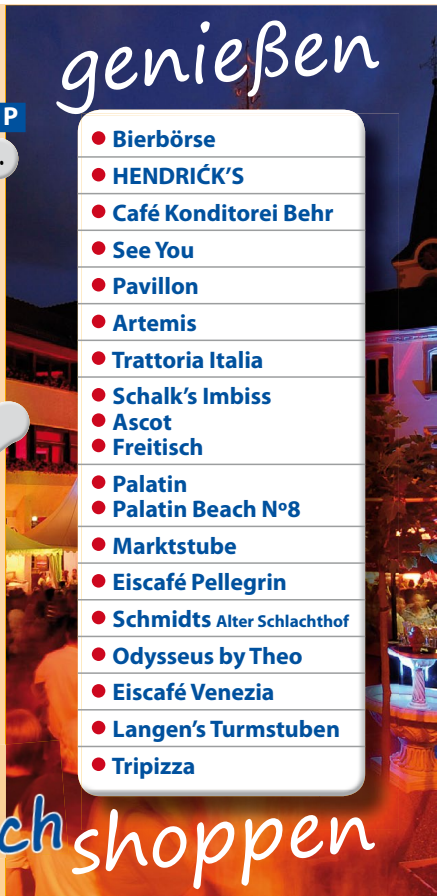 genießen
P
• Bierbörse
• HENDRIĆK'S
• Café Konditorei Behr
• See You
• Pavillon
• Artemis
• Trattoria Italia
• Schalk's Imbiss
• Ascot
• Freitisch
• Palatin
• Palatin Beach Nº8
• Marktstube
• Eiscafé Pellegrin
• Schmidts Alter Schlachthof
• Odysseus by Theo
• Eiscafé Venezia
• Langen's Turmstuben
• Tripizza
ch shoppen